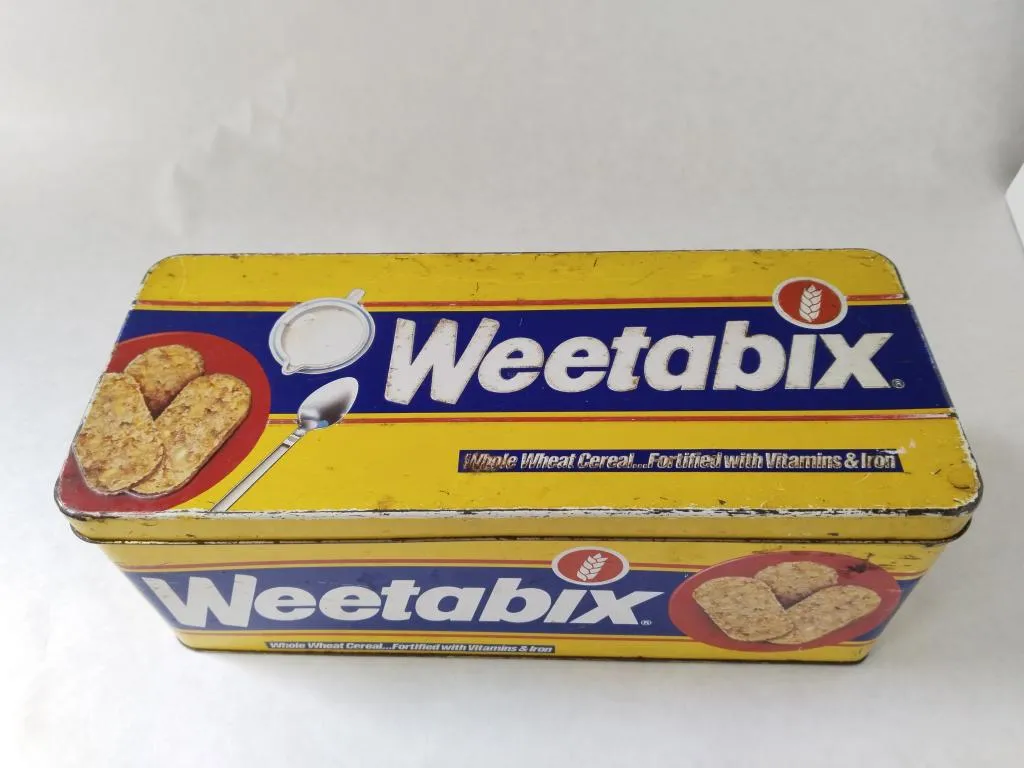 Weetabix®
Whole Wheat Cereal...Fortified with Vitamins & Iron
Weetabix®
Whole Wheat Cereal...Fortified with Vitamins & Iron